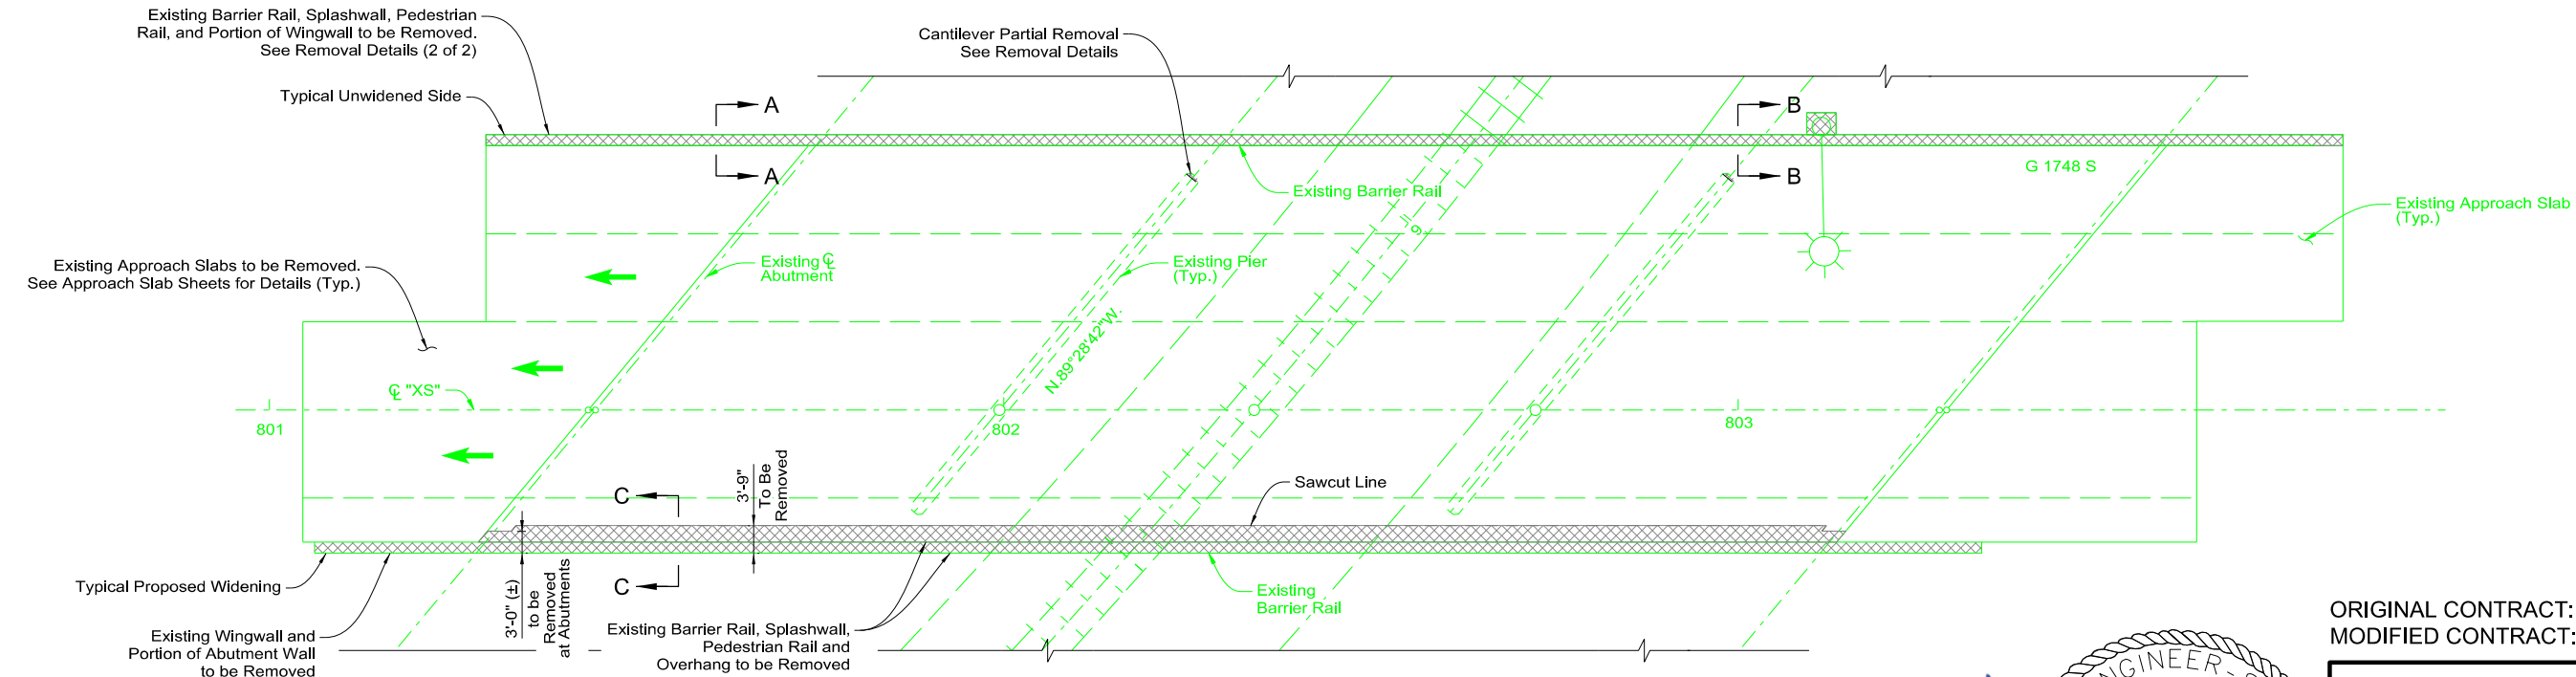 Existing Barrier Rail, Splashwall, Pedestrian
Rail, and Portion of Wingwall to be Removed.
See Removal Details (2 of 2)
Typical Unwidened Side
Cantilever Partial Removal
See Removal Details
A
A
B
B
G 1748 S
Existing Barrier Rail
Existing Approach Slab
(Typ.)
9
Existing Approach Slabs to be Removed.
See Approach Slab Sheets for Details (Typ.)
Existing ℄
Abutment
Existing Pier
(Typ.)
N.89°28'42"W.
℄ "XS"
801
802
803
C
C
3'-9"
To Be
Removed
Sawcut Line
Typical Proposed Widening
3'-0" (±)
to be
Removed
at Abutments
Existing
Barrier Rail
Existing Wingwall and
Portion of Abutment Wall
to be Removed
Existing Barrier Rail, Splashwall,
Pedestrian Rail and
Overhang to be Removed
ORIGINAL CONTRACT:
MODIFIED CONTRACT: